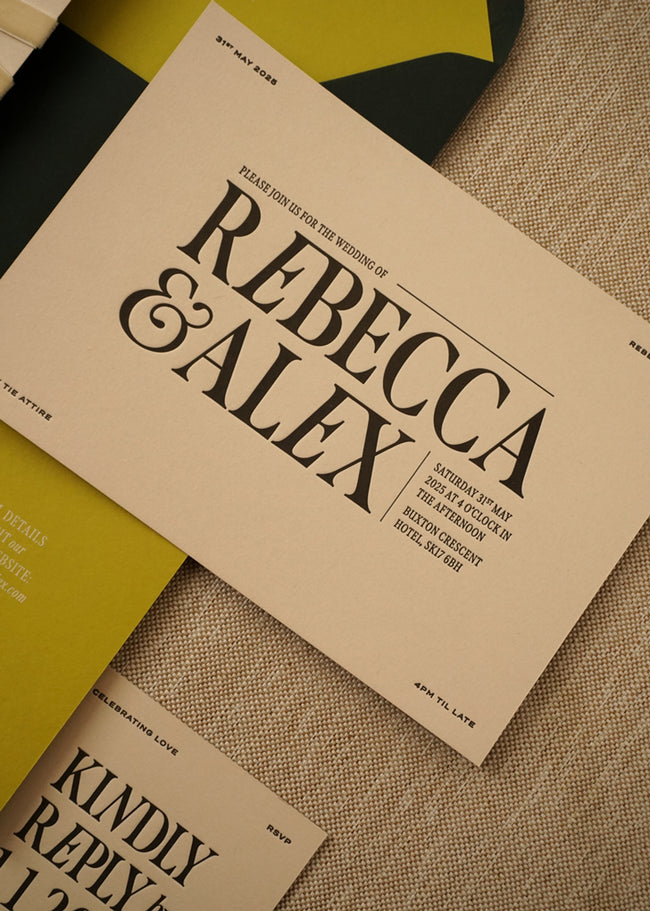 31ST MAY 2025
PLEASE JOIN US FOR THE WEDDING OF
REBECCA
& ALEX
SATURDAY 31ST MAY
2025 AT 4 O'CLOCK IN
THE AFTERNOON
BUXTON CRESCENT
HOTEL, SK17 6BH
TIE ATTIRE
4PM TIL LATE
DETAILS
our
CELEBRATING LOVE
RSVP
KINDLY
REPLY by